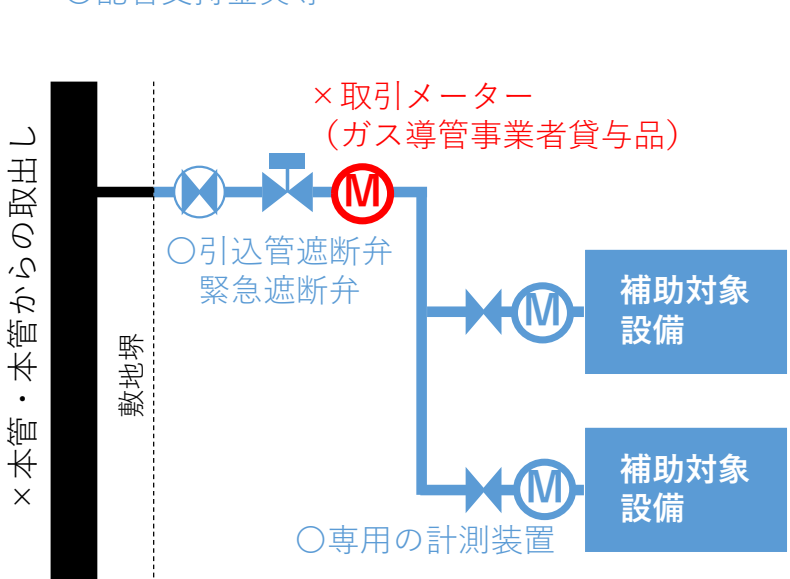 ×取引メーター
（ガス導管事業者貸与品）
×本管・本管からの取出し
M
〇引込管遮断弁
緊急遮断弁
敷地堺
M
補助対象
設備
M
補助対象
設備
〇専用の計測装置